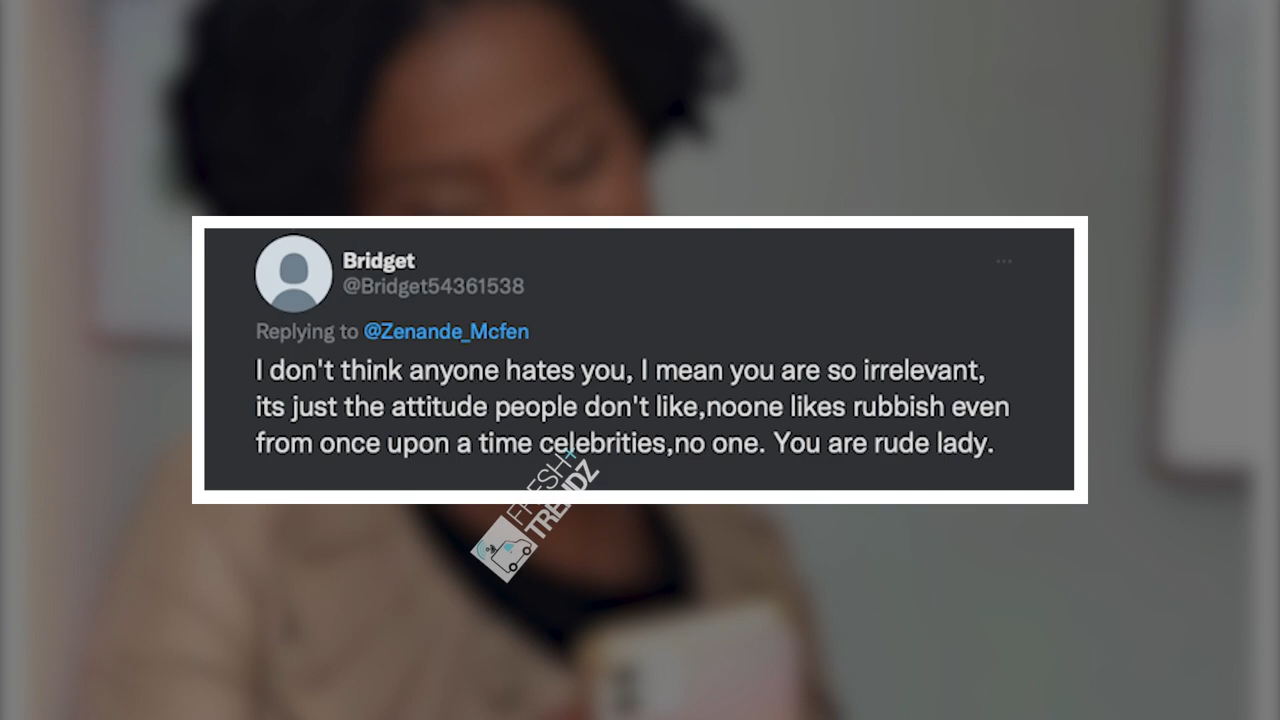 Bridget
@Bridget54361538
Replying to @Zenande_Mcfen
I don't think anyone hates you, I mean you are so irrelevant,
its just the attitude people don't like,noone likes rubbish even
from once upon a time celebrities,no one. You are rude lady.
FRESH
TRENDZ